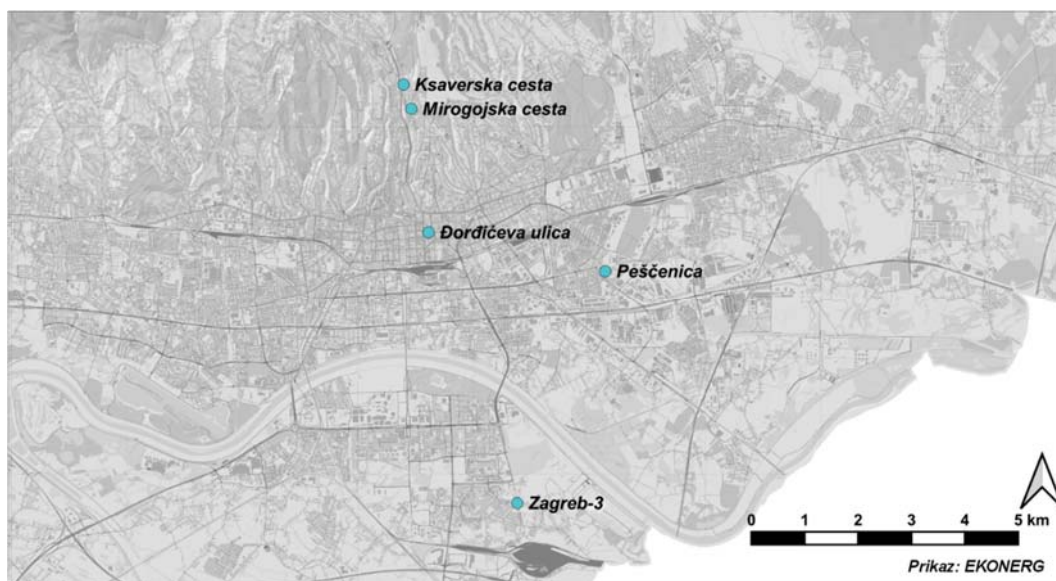 Ksaverska cesta
Mirogojska cesta
Đorđićeva ulica
Peščenica
Zagreb-3
0 1 2 3 4 5 km
Prikaz: EKONERG